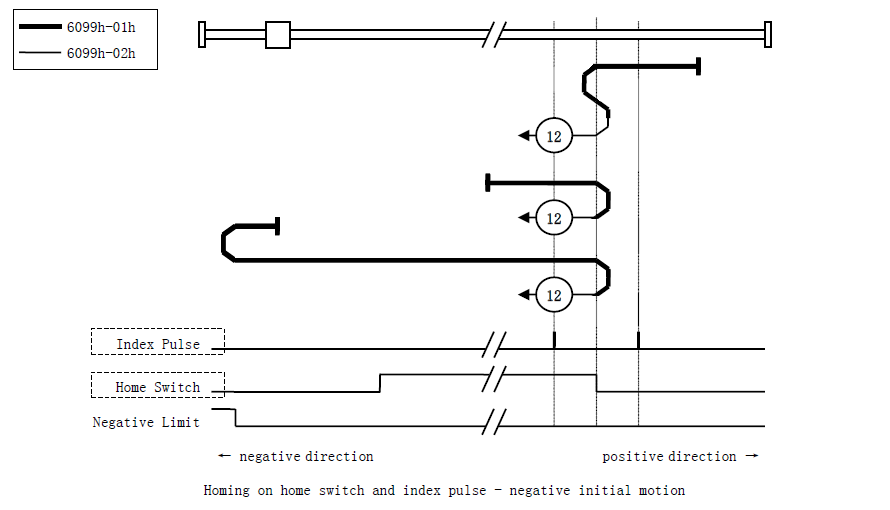 6099h-01h
6099h-02h
12
12
12
Index Pulse
Home Switch
Negative Limit
← negative direction
positive direction →
Homing on home switch and index pulse - negative initial motion